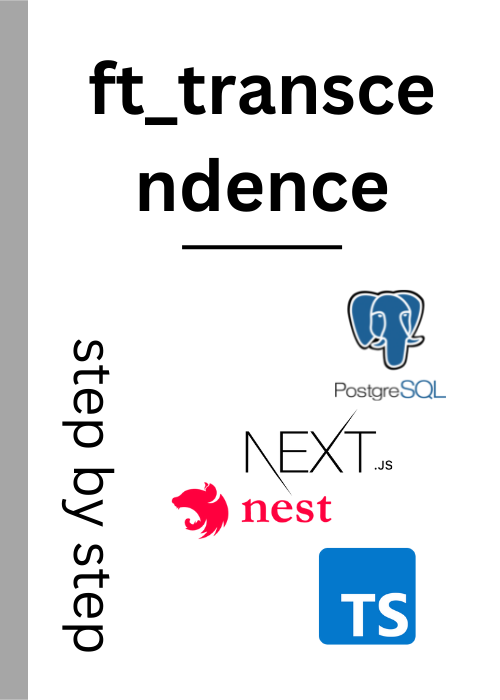 ft_transce
ndence
step by step
PostgreSQL
NEXT.JS
nest
TS